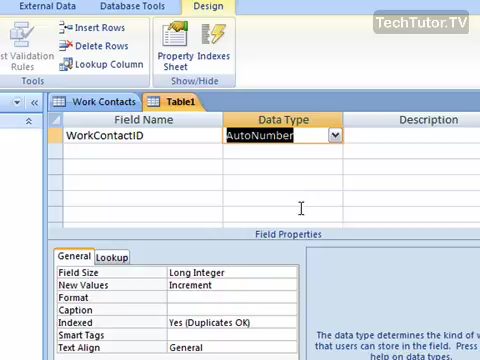 External Data Database Tools Design
TechTutor.TV
Insert Rows
Delete Rows
Lookup Column
Validation
Rules
Property
Sheet
Indexes
Tools Show/Hide
Work Contacts Table1
Field Name Data Type Description
WorkContactID AutoNumber
Field Properties
General Lookup
Field Size Long Integer
New Values Increment
Format
Caption
Indexed Yes (Duplicates OK)
Smart Tags
Text Align General
The data type determines the kind of
that users can store in the field. Press
help on data types.